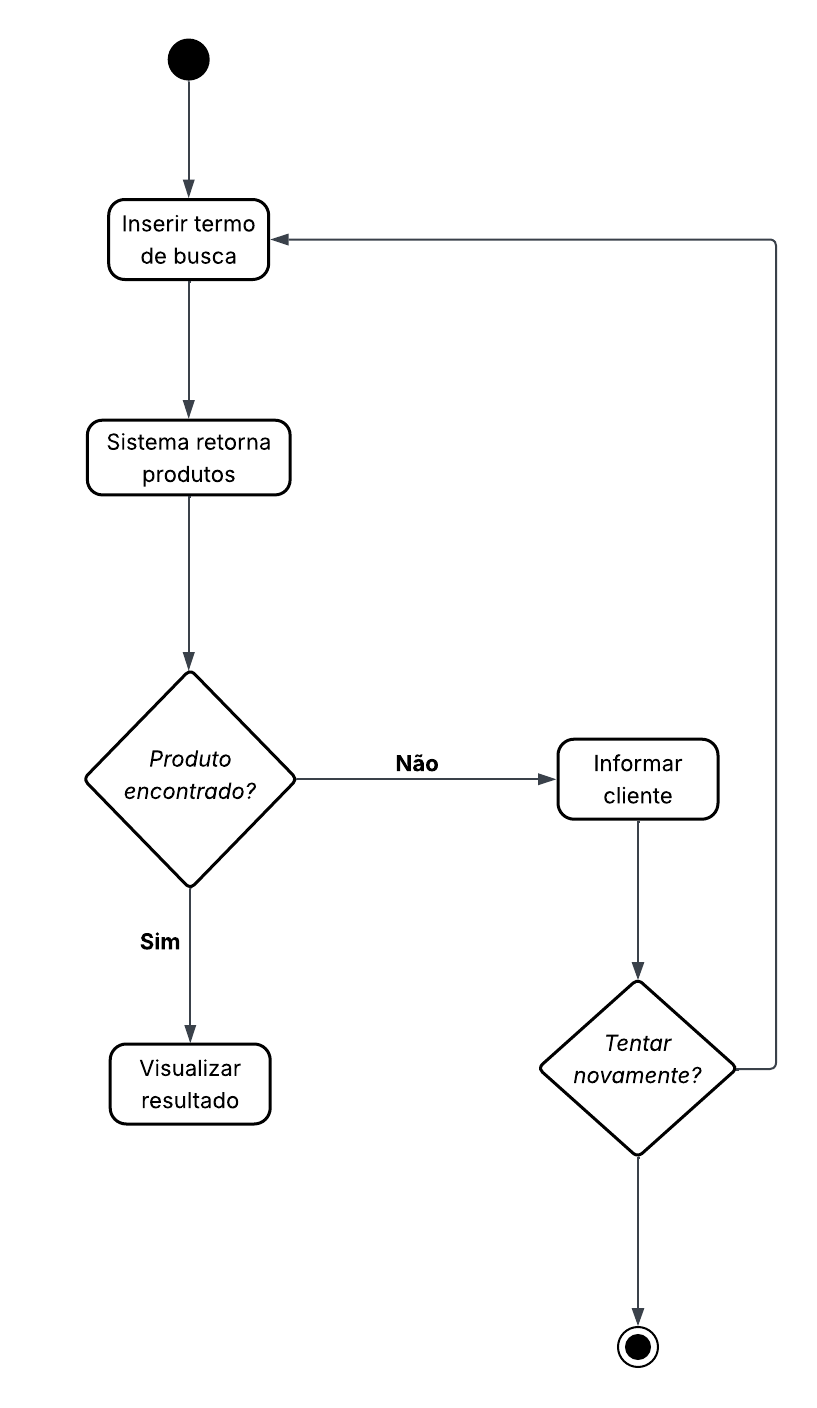 Inserir termo
de busca
Sistema retorna
produtos
Produto
encontrado?
Não
Informar
cliente
Sim
Visualizar
resultado
Tentar
novamente?